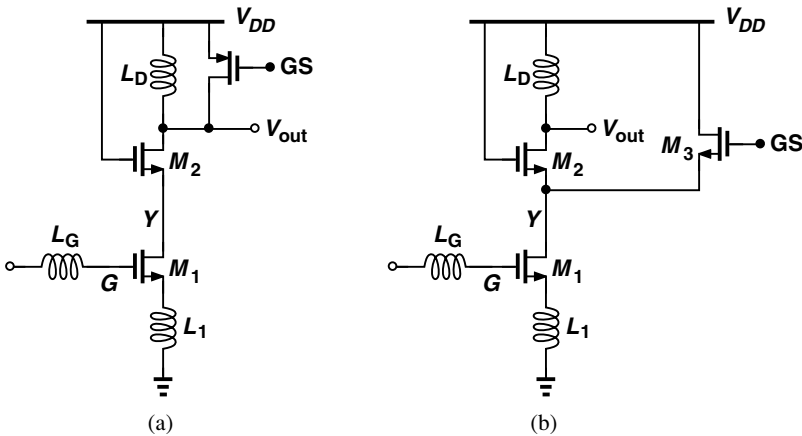 V_DD
L_D
GS
V_out
M_2
Y
L_G
G
M_1
L_1
(a)
V_DD
L_D
V_out
M_3
GS
M_2
Y
L_G
G
M_1
L_1
(b)